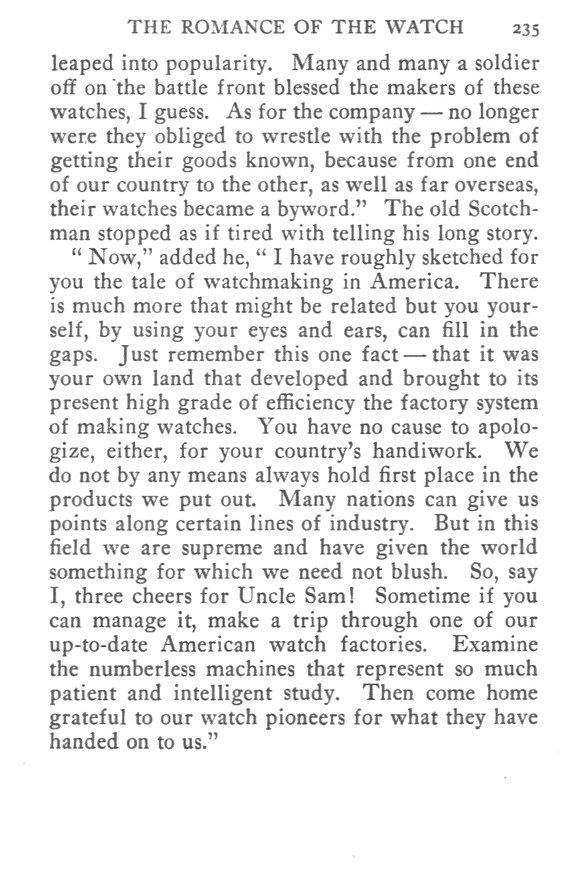 THE ROMANCE OF THE WATCH 235
leaped into popularity. Many and many a soldier
off on the battle front blessed the makers of these
watches, I guess. As for the company — no longer
were they obliged to wrestle with the problem of
getting their goods known, because from one end
of our country to the other, as well as far overseas,
their watches became a byword.” The old Scotch-
man stopped as if tired with telling his long story.
“ Now,” added he, “ I have roughly sketched for
you the tale of watchmaking in America. There
is much more that might be related but you your-
self, by using your eyes and ears, can fill in the
gaps. Just remember this one fact — that it was
your own land that developed and brought to its
present high grade of efficiency the factory system
of making watches. You have no cause to apolo-
gize, either, for your country’s handiwork. We
do not by any means always hold first place in the
products we put out. Many nations can give us
points along certain lines of industry. But in this
field we are supreme and have given the world
something for which we need not blush. So, say
I, three cheers for Uncle Sam! Sometime if you
can manage it, make a trip through one of our
up-to-date American watch factories. Examine
the numberless machines that represent so much
patient and intelligent study. Then come home
grateful to our watch pioneers for what they have
handed on to us.”